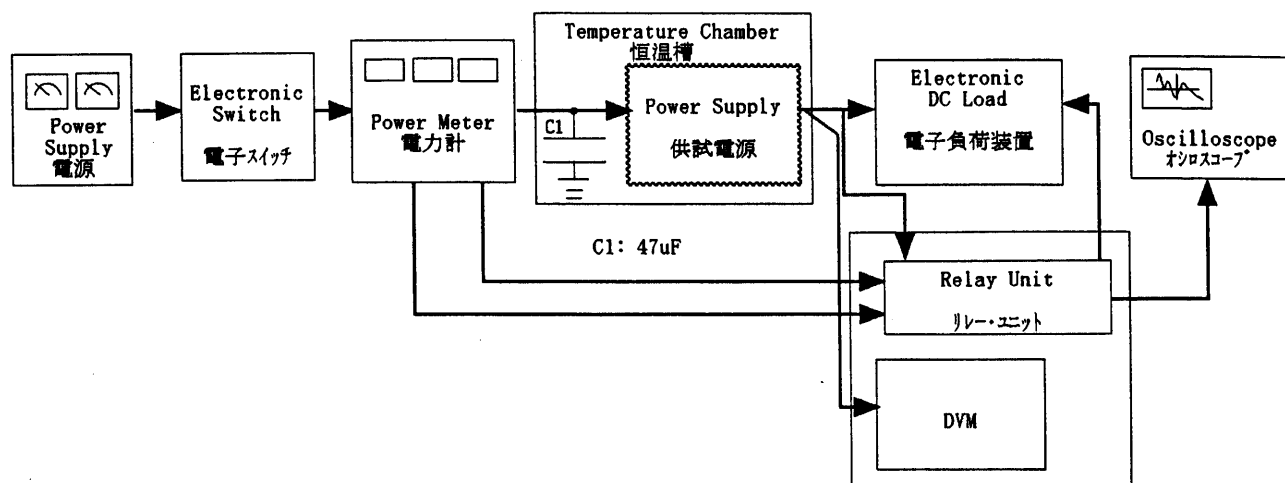 Power
Supply
電源
Electronic
Switch
電子スイッチ
Power Meter
電力計
Temperature Chamber
恒温槽
C1
Power Supply
供試電源
Electronic
DC Load
電子負荷装置
Oscilloscope
オシロスコープ
C1: 47uF
Relay Unit
リレー・ユニット
DVM